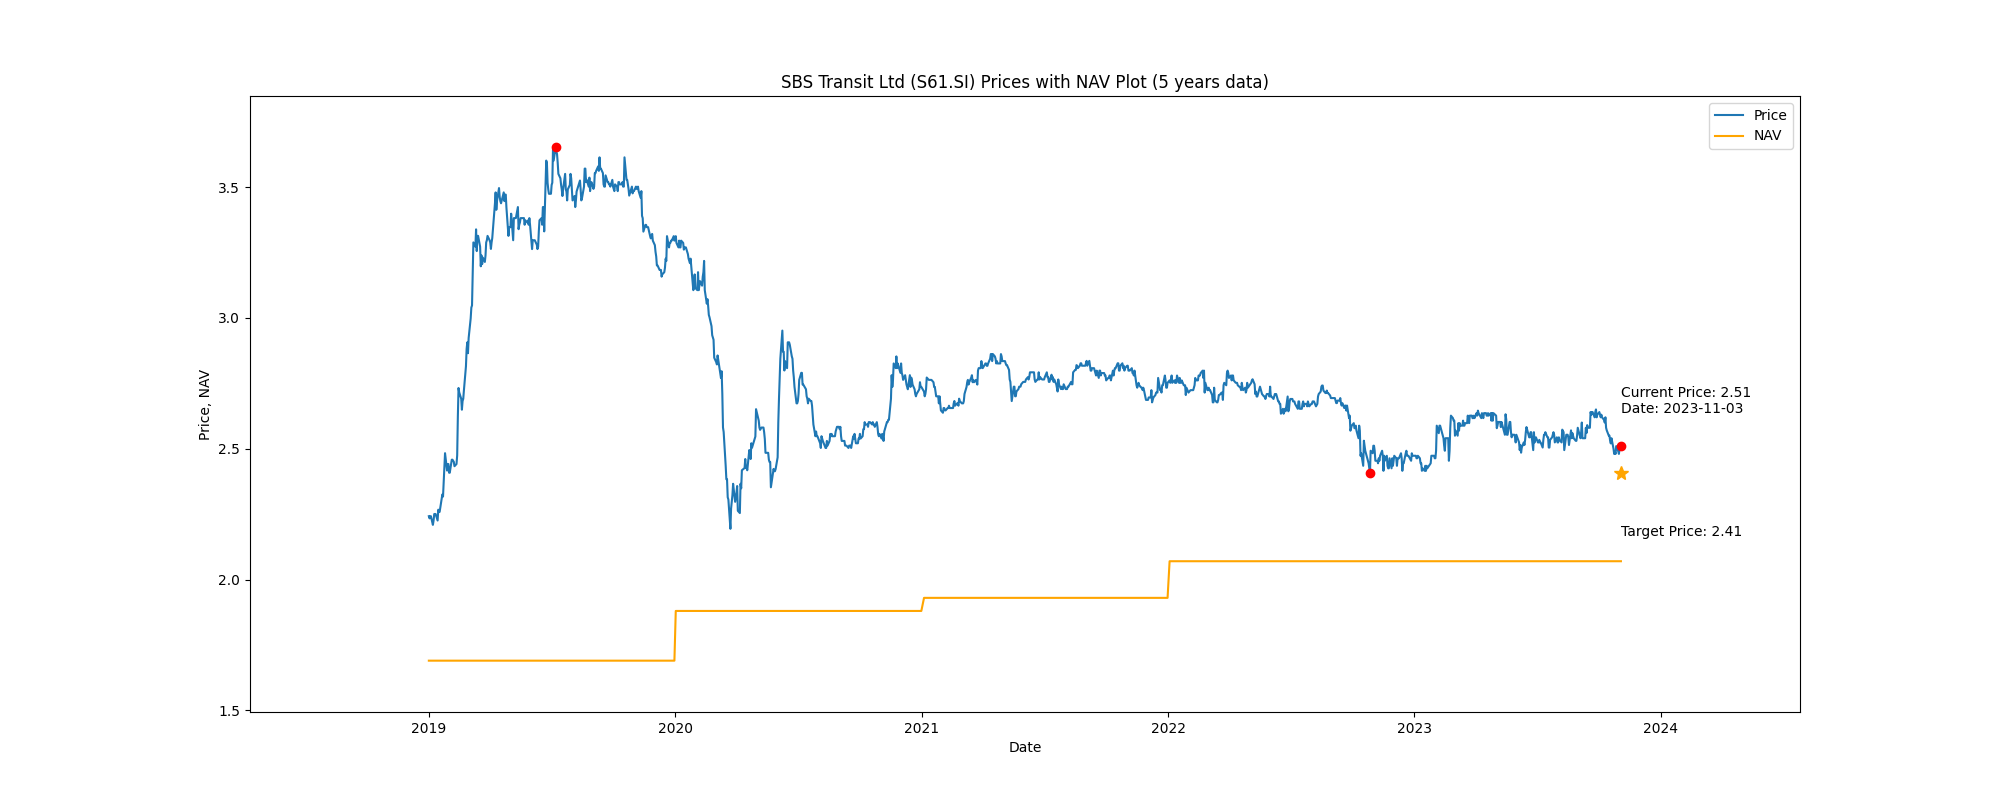 SBS Transit Ltd (S61.SI) Prices with NAV Plot (5 years data)
Price
NAV
3.5
3.0
2.5
2.0
1.5
Price, NAV
Current Price: 2.51
Date: 2023-11-03
Target Price: 2.41
2019
2020
2021
2022
2023
2024
Date